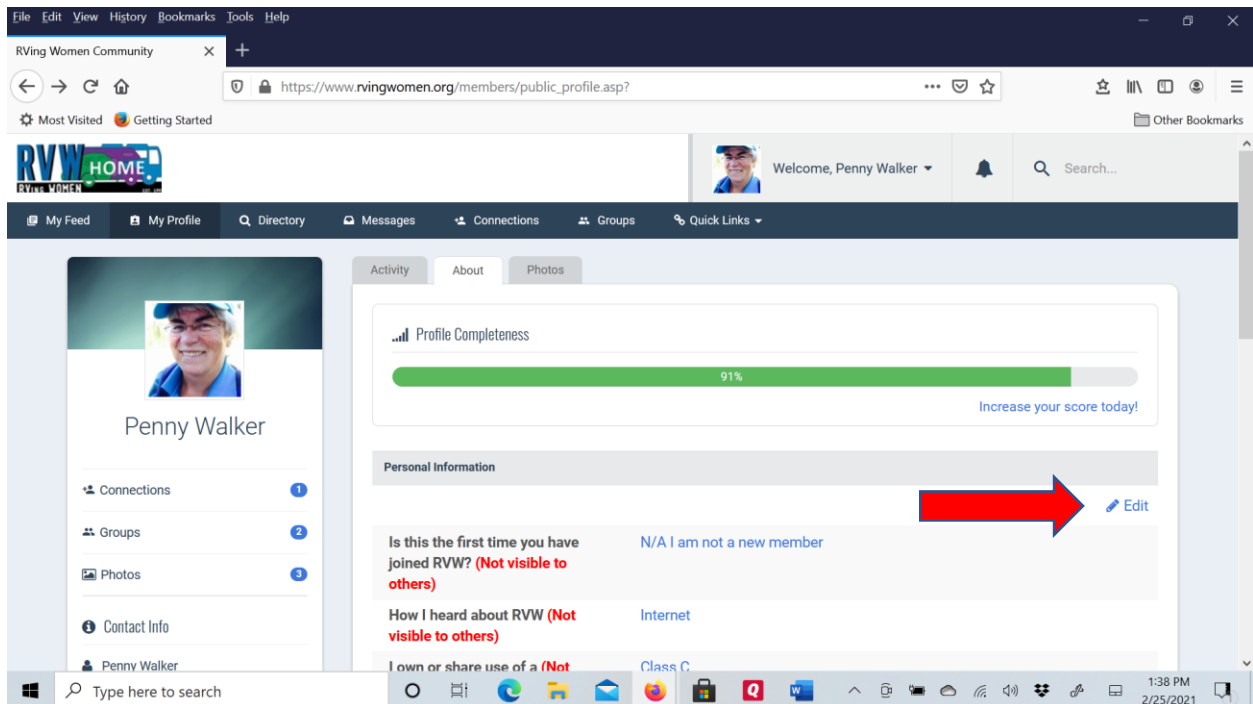 File Edit View History Bookmarks Tools Help
RVing Women Community
https://www.rvingwomen.org/members/public_profile.asp?
Most Visited Getting Started Other Bookmarks
RVW HOME
RVING WOMEN
Welcome, Penny Walker Search...
My Feed My Profile Directory Messages Connections Groups Quick Links
Activity About Photos
Profile Completeness
91%
Increase your score today!
Penny Walker
Connections 1
Groups 2
Photos 3
Contact Info
Penny Walker
Personal Information
Edit
Is this the first time you have N/A I am not a new member
joined RVW? (Not visible to
others)
How I heard about RVW (Not Internet
visible to others)
I own or share use of a (Not Class C
Type here to search
1:38 PM
2/25/2021